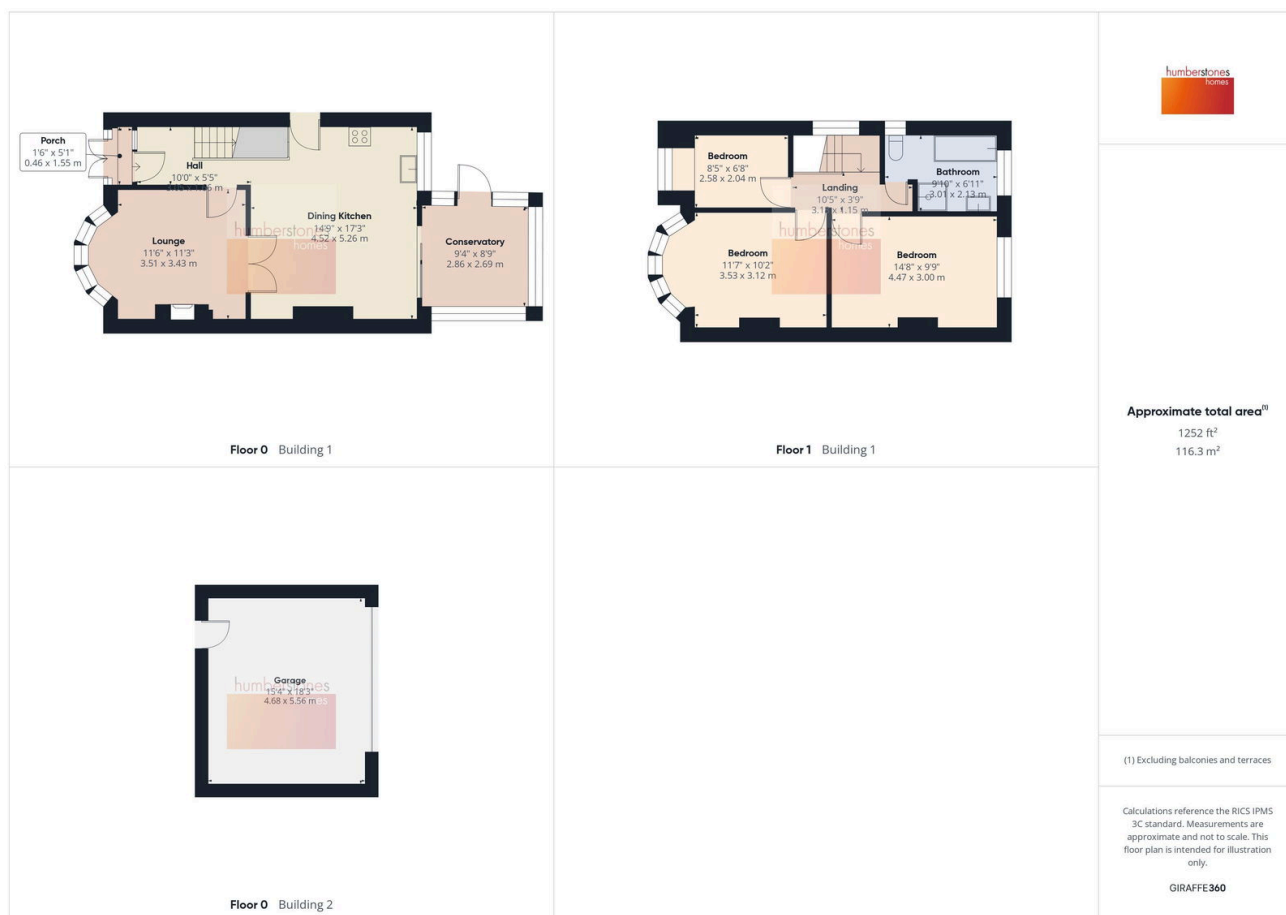 Porch
1'6" x 5'1"
0.46 x 1.55 m
Hall
10'0" x 5'5"
Dining Kitchen
14'9" x 17'3"
4.52 x 5.26 m
Lounge
11'6" x 11'3"
3.51 x 3.43 m
Conservatory
9'4" x 8'9"
2.86 x 2.69 m
humberstones
homes
Floor 0 Building 1
Bedroom
8'5" x 6'8"
2.58 x 2.04 m
Landing
10'5" x 3'9"
Bathroom
9'10" x 6'11"
3.01 x 2.13 m
Bedroom
11'7" x 10'2"
3.53 x 3.12 m
Bedroom
14'8" x 9'9"
4.47 x 3.00 m
humberstones
homes
Floor 1 Building 1
Garage
15'4" x 18'3"
4.68 x 5.56 m
humberstones
homes
Floor 0 Building 2
humberstones
homes
Approximate total area(1)
1252 ft²
116.3 m²
(1) Excluding balconies and terraces
Calculations reference the RICS IPMS
3C standard. Measurements are
approximate and not to scale. This
floor plan is intended for illustration
only.
GIRAFFE360